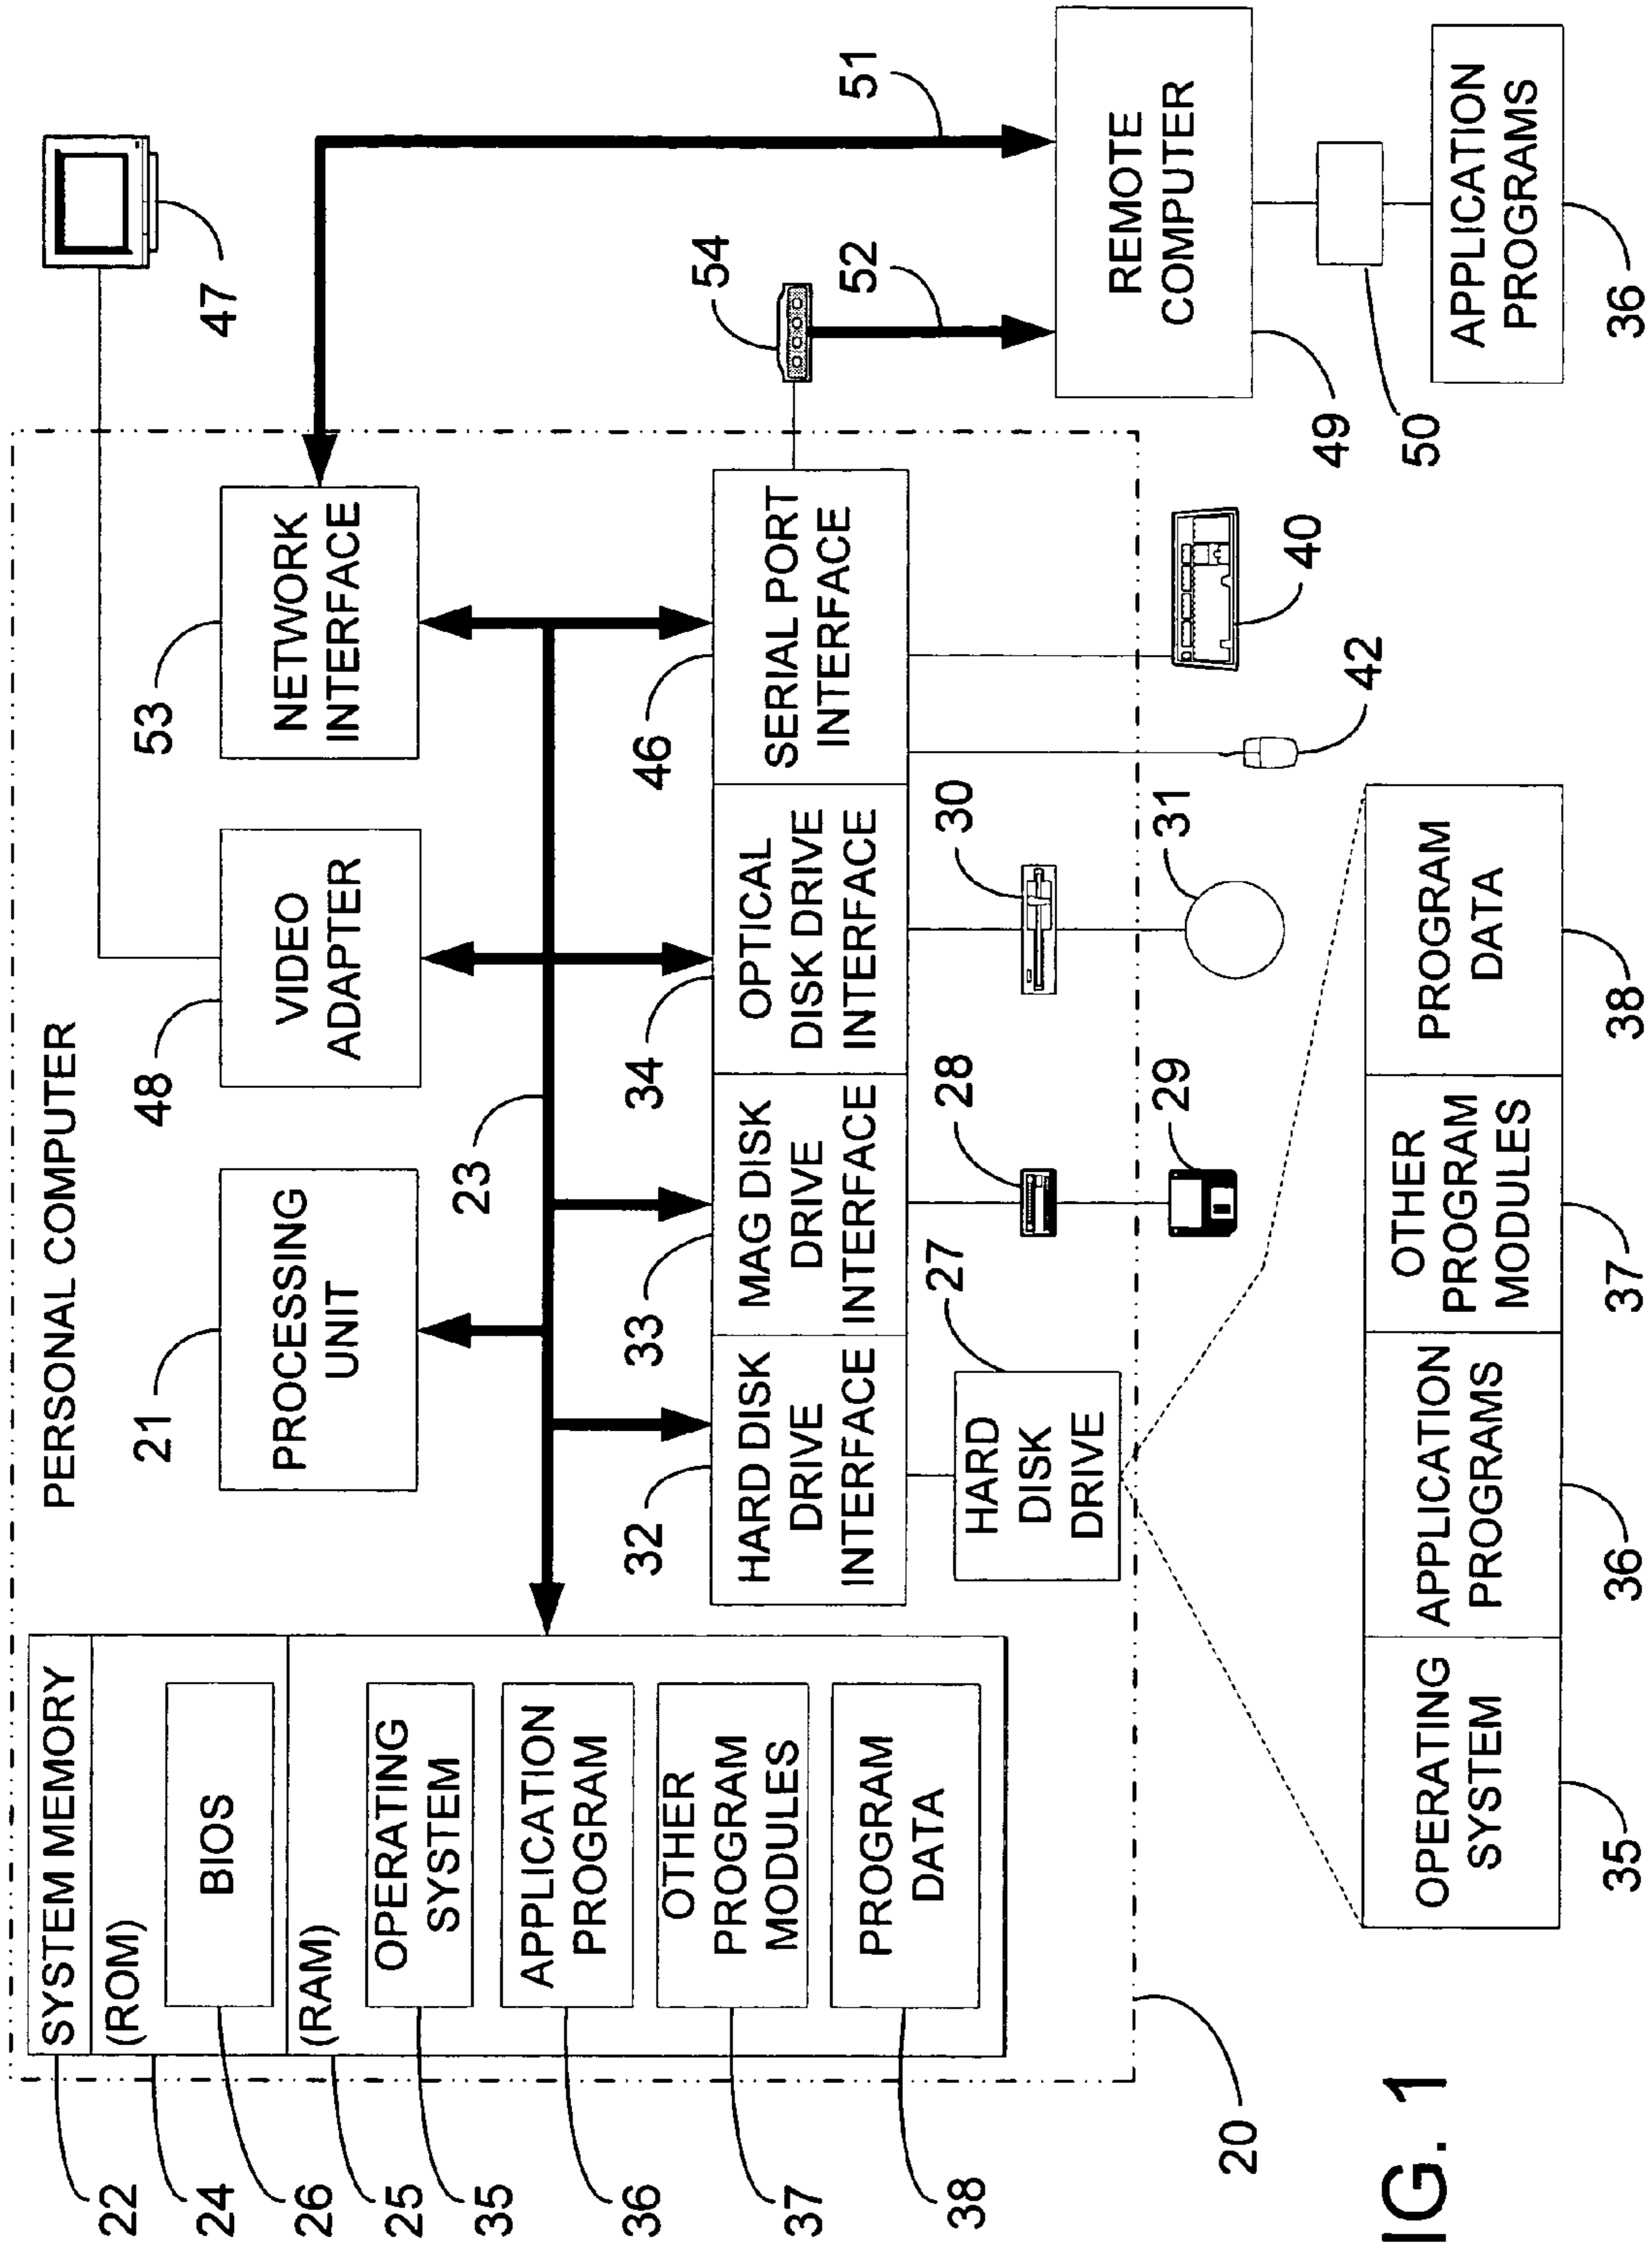 PERSONAL COMPUTER
47
SYSTEM MEMORY
22
(ROM)
24
BIOS
26
(RAM)
25
OPERATING
SYSTEM
35
APPLICATION
PROGRAM
36
OTHER
PROGRAM
MODULES
37
PROGRAM
DATA
38
21
PROCESSING
UNIT
48
VIDEO
ADAPTER
53
NETWORK
INTERFACE
23
32
HARD DISK
DRIVE
INTERFACE
33
MAG DISK
DRIVE
INTERFACE
34
OPTICAL
DISK DRIVE
INTERFACE
46
SERIAL PORT
INTERFACE
54
52
51
HARD
DISK
DRIVE
27
28
29
30
31
42
40
REMOTE
COMPUTER
49
50
APPLICATION
PROGRAMS
36
20
OPERATING
SYSTEM
35
APPLICATION
PROGRAMS
36
OTHER
PROGRAM
MODULES
37
PROGRAM
DATA
38
IG. 1